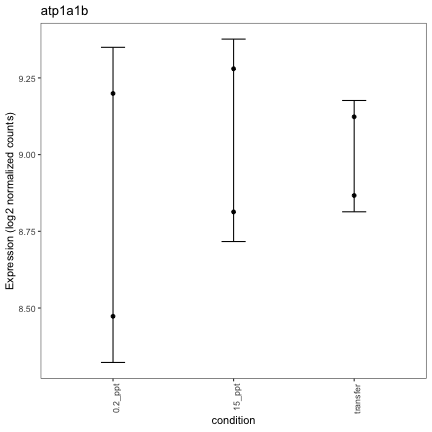 atp1a1b
Expression (log2 normalized counts)
9.25
9.00
8.75
8.50
0.2_ppt
15_ppt
transfer
condition